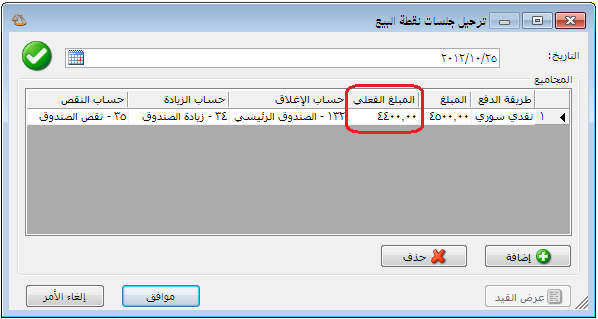 ترحيل جلسات نقطة البيع
التاريخ: ٢٠١٢/١٠/٢٥
المجاميع
طريقة الدفع المبلغ المبلغ الفعلي حساب الإغلاق حساب الزيادة حساب النقص
١ نقدي سوري ٤٥٠٠,٠٠ ٤٤٠٠,٠٠ ١٣٢ - الصندوق الرئيسي ٣٤ - زيادة الصندوق ٣٥ - نقص الصندوق
إضافة حذف
عرض القيد موافق إلغاء الأمر